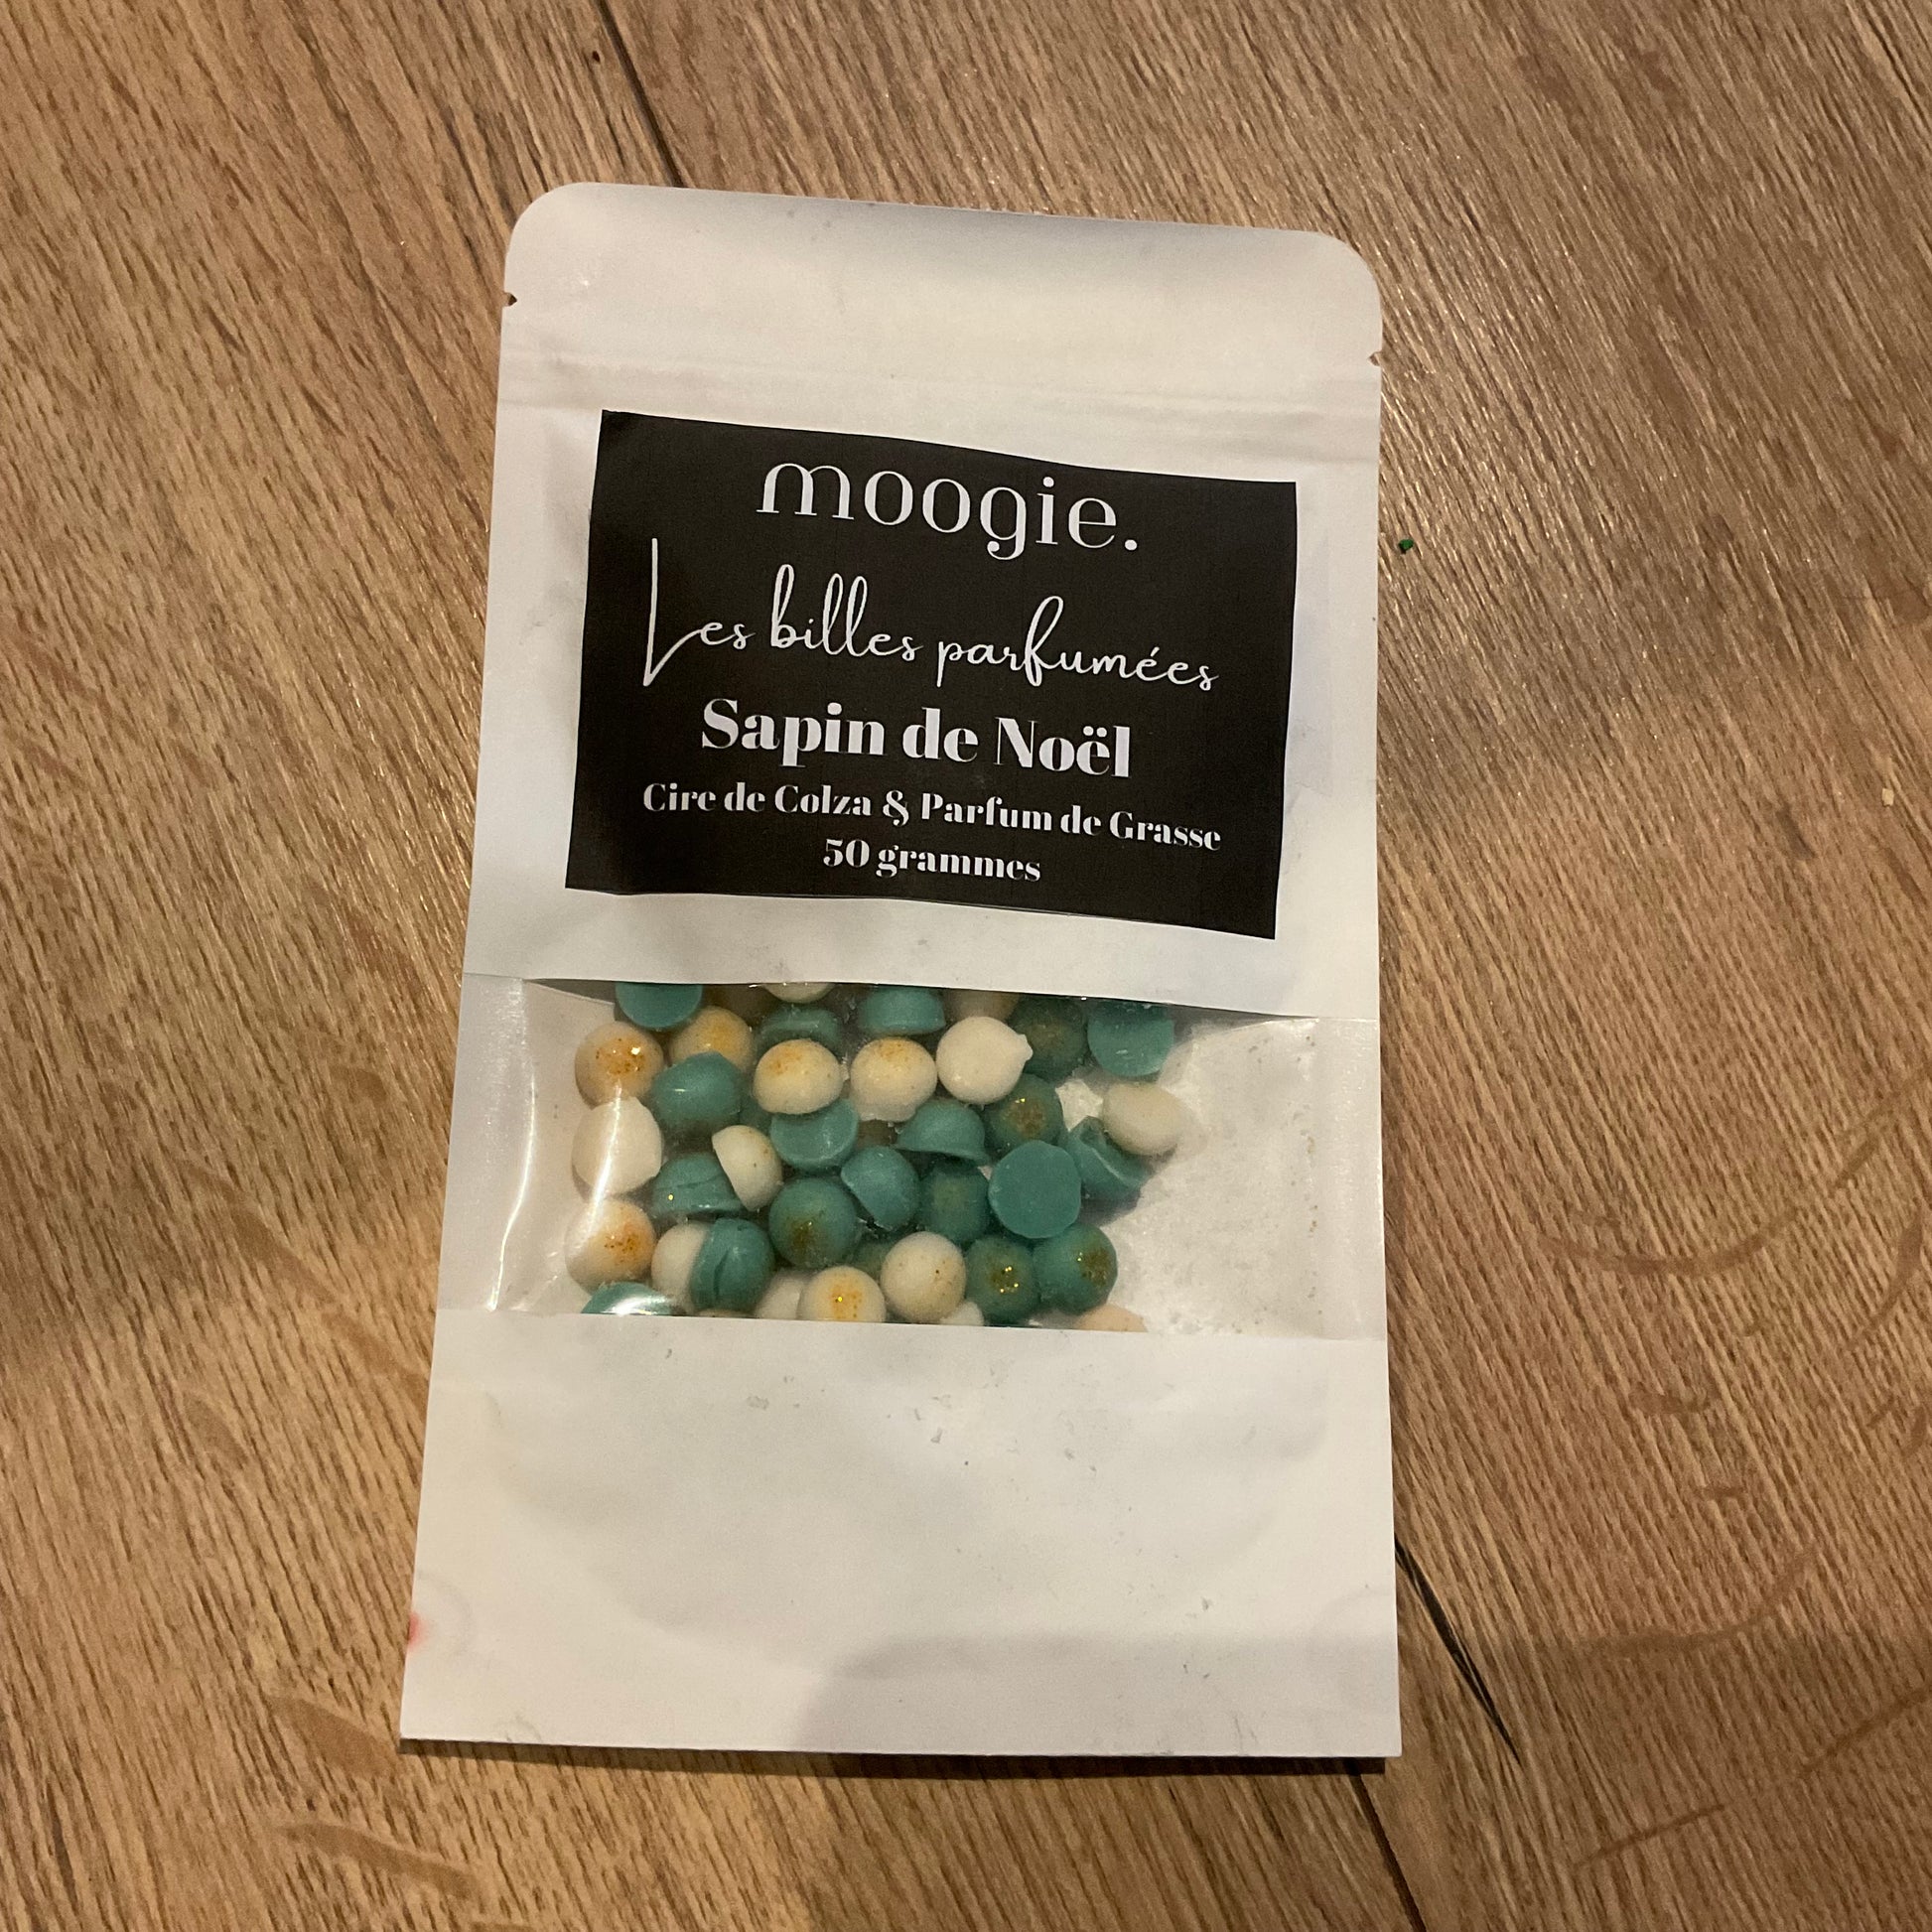 moogie.
Les billes parfumées
Sapin de Noël
Cire de Colza & Parfum de Grasse
50 grammes